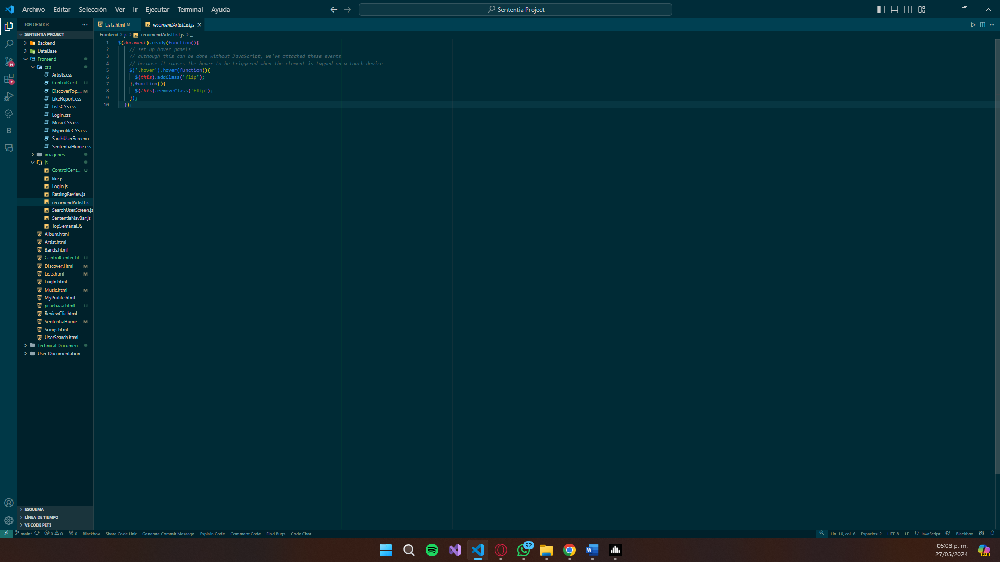 Archivo Editar Selección Ver Ir Ejecutar Terminal Ayuda
Sententia Project
EXPLORADOR
Lists.html M
recomendArtistList.js
SENTENTIA PROJECT
Frontend > js > recomendArtistList.js > ...
Backend
DataBase
Frontend
css
Artists.css
ControlCent... U
DiscoverTop.... M
LikeReport.css
ListsCSS.css
LogIn.css
MusicCSS.css
MyprofileCSS.css
SarchUserScreen.c...
SententiaHome.css
imagenes
js
ControlCent... U
like.js
LogIn.js
RattingReview.js
recomendArtistLis...
SearchUserScreen.js
SententiaNavBar.js
TopSemanal.JS
Album.html
Artist.html
Bands.html
ControlCenter.ht... U
Discover.Html M
Lists.html M
LogIn.html
Music.html M
MyProfile.html
pruebaaa.html U
ReviewClic.html
SententiaHome.... M
Songs.html
UserSearch.html
Technical Documen...
User Documentation
1 $(document).ready(function(){
2 // set up hover panels
3 // although this can be done without JavaScript, we've attached these events
4 // because it causes the hover to be triggered when the element is tapped on a touch device
5 $('.hover').hover(function(){
6 $(this).addClass('flip');
7 },function(){
8 $(this).removeClass('flip');
9 });
10 });
14
2
B
ESQUEMA
LÍNEA DE TIEMPO
VS CODE PETS
main* 0 0 0 Blackbox Share Code Link Generate Commit Message Explain Code Comment Code Find Bugs Code Chat
Lin. 10, col. 6 Espacios: 2 UTF-8 LF {} JavaScript Blackbox
92
W
05:03 p. m.
27/05/2024
PRE